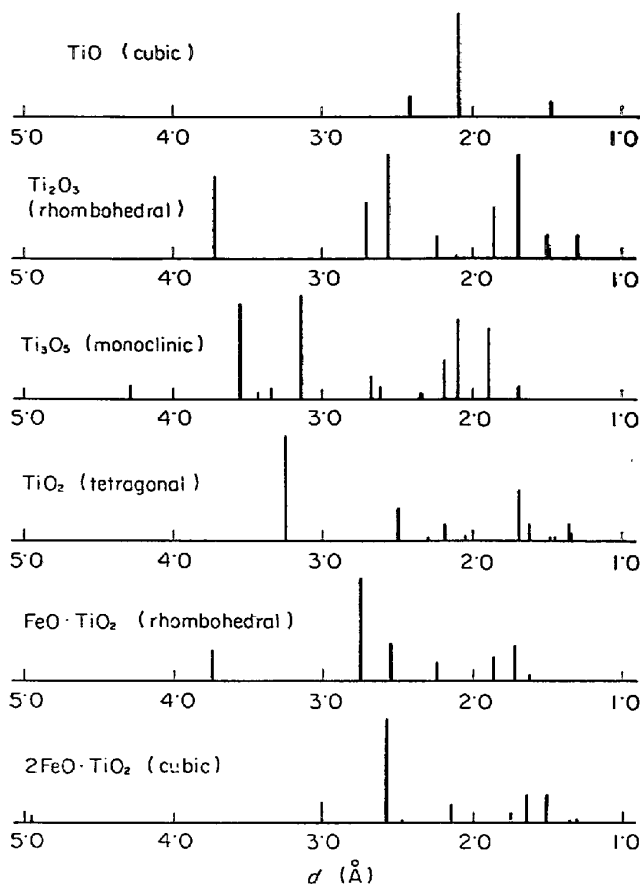 TiO (cubic)
5·0 4·0 3·0 2·0 1·0
Ti₂O₃
(rhombohedral)
5·0 4·0 3·0 2·0 1·0
Ti₃O₅ (monoclinic)
5·0 4·0 3·0 2·0 1·0
TiO₂ (tetragonal)
5·0 4·0 3·0 2·0 1·0
FeO·TiO₂ (rhombohedral)
5·0 4·0 3·0 2·0 1·0
2FeO·TiO₂ (cubic)
5·0 4·0 3·0 2·0 1·0
d (Å)